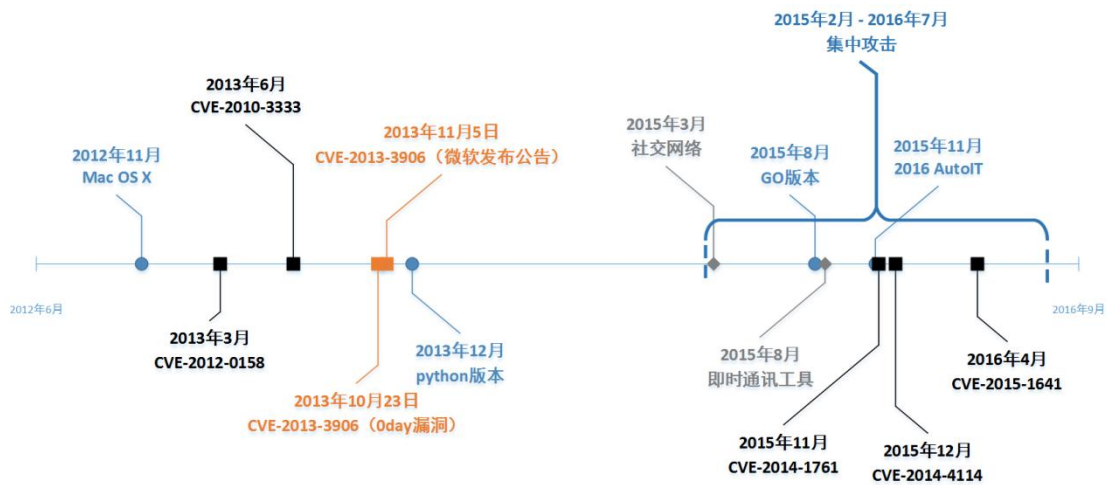 2015年2月 - 2016年7月
集中攻击
2013年6月
CVE-2010-3333
2013年11月5日
CVE-2013-3906（微软发布公告）
2012年11月
Mac OS X
2015年3月
社交网络
2015年8月
GO版本
2015年11月
2016 AutoIT
2012年6月
2016年9月
2013年3月
CVE-2012-0158
2013年12月
python版本
2013年10月23日
CVE-2013-3906（0day漏洞）
2015年8月
即时通讯工具
2016年4月
CVE-2015-1641
2015年11月
CVE-2014-1761
2015年12月
CVE-2014-4114